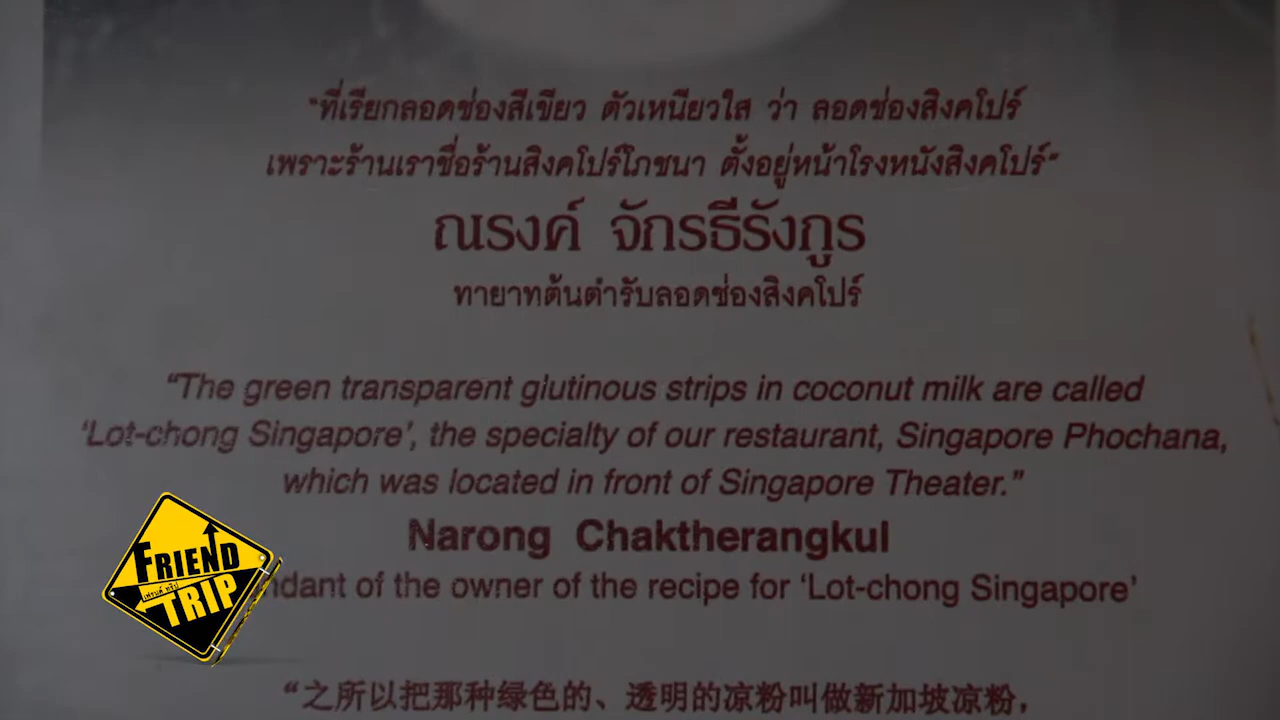 "ที่เรียกลอดช่องสีเขียว ตัวเหนียวใส ว่า ลอดช่องสิงคโปร์
เพราะร้านเราชื่อร้านสิงคโปร์โภชนา ตั้งอยู่หน้าโรงหนังสิงคโปร์"
ณรงค์ จักรธีรังกูร
ทายาทต้นตำรับลอดช่องสิงคโปร์
"The green transparent glutinous strips in coconut milk are called
'Lot-chong Singapore', the specialty of our restaurant, Singapore Phochana,
which was located in front of Singapore Theater."
Narong Chaktherangkul
of the owner of the recipe for 'Lot-chong Singapore'
FRIEND
เฟรนด์ ทริป
TRIP
"之所以把那种绿色的、透明的凉粉叫做新加坡凉粉,